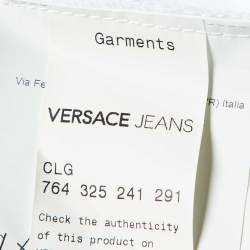 Garments
Via Fe
R) Italia
VERSACE JEANS
CLG
764 325 241 291
Check the authenticity
of this product on